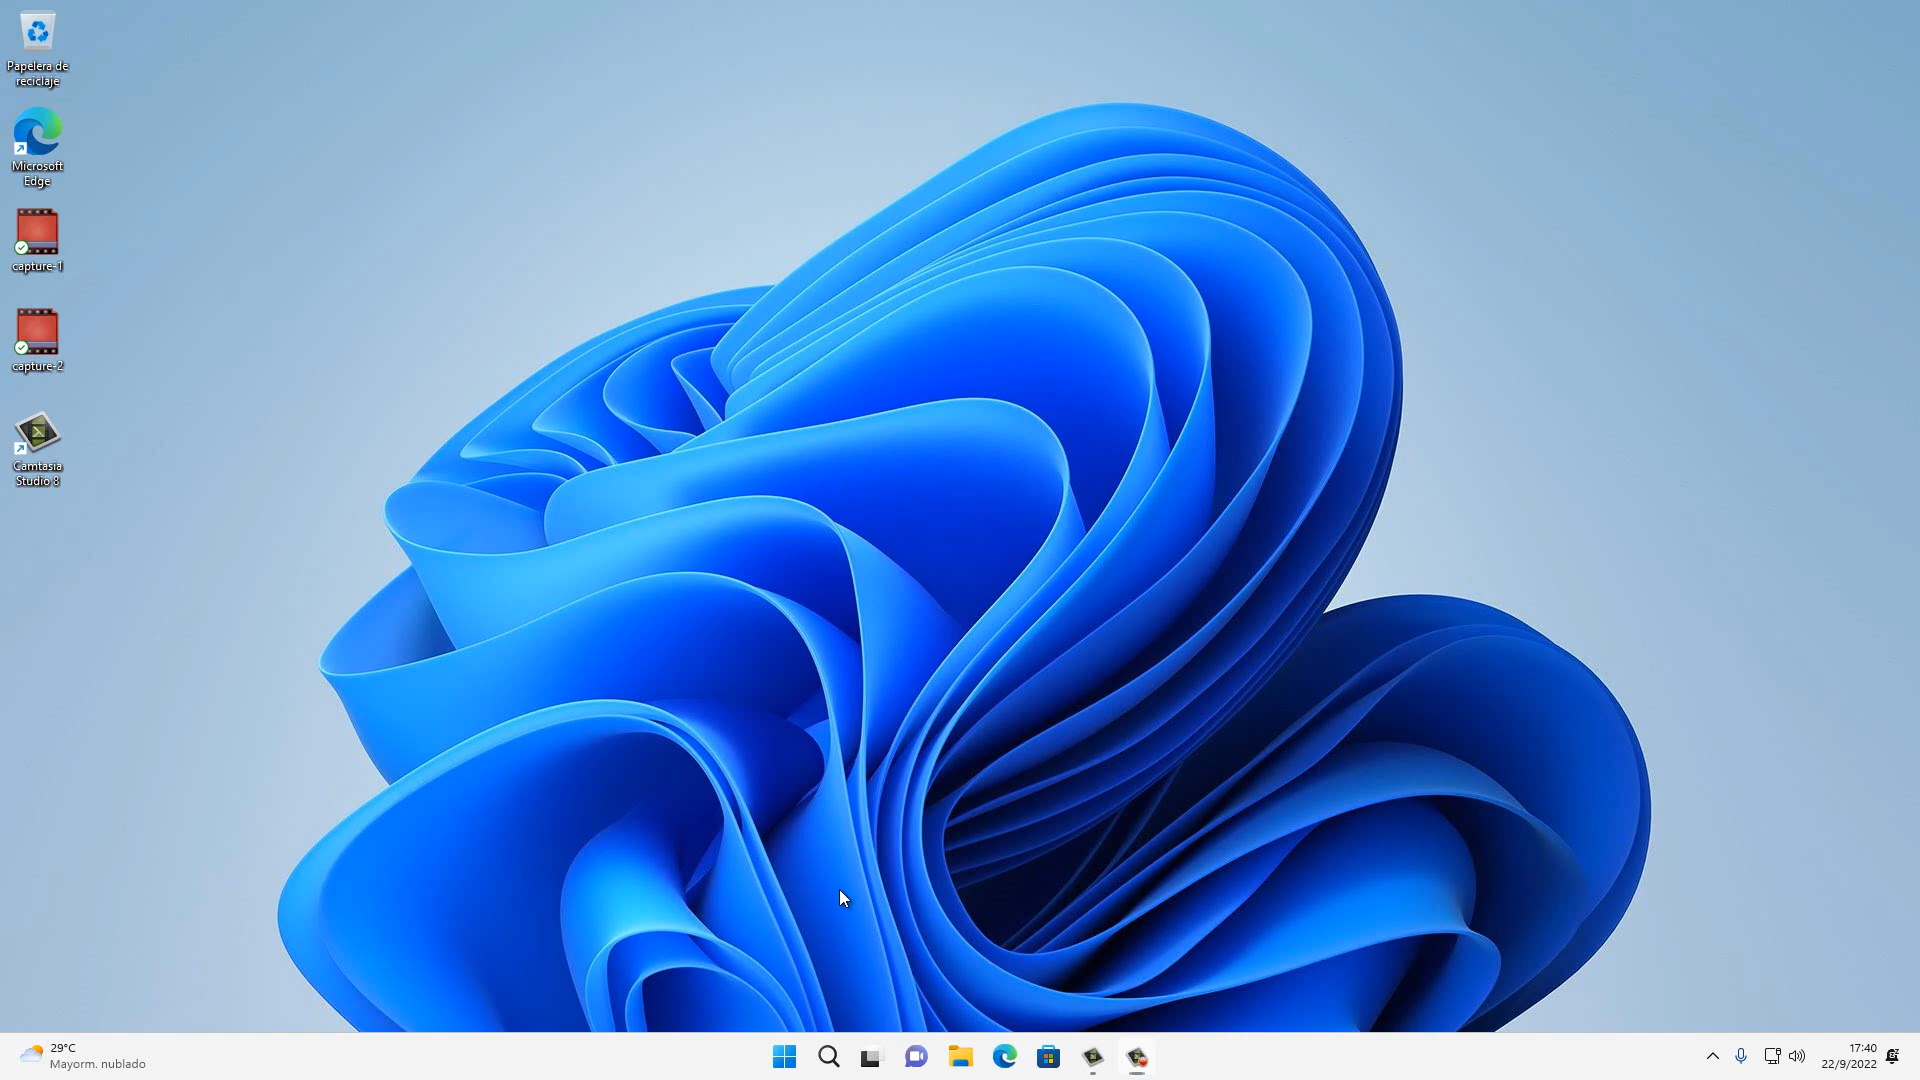 Papelera de
reciclaje
Microsoft
Edge
capture-1
capture-2
Camtasia
Studio 8
29°C
Mayorm. nublado
17:40
22/9/2022